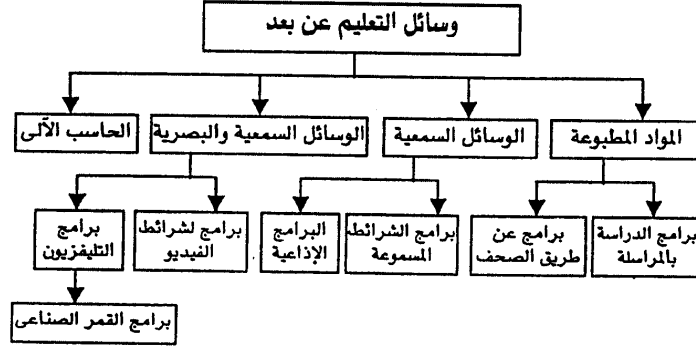 وسائل التعليم عن بعد
المواد المطبوعة
الوسائل السمعية
الوسائل السمعية والبصرية
الحاسب الآلى
برامج الدراسة
بالمراسلة
برامج عن
طريق الصحف
برامج الشرائط
المسموعة
البرامج
الإذاعية
برامج لشرائط
الفيديو
برامج
التليفزيون
برامج القمر الصناعى